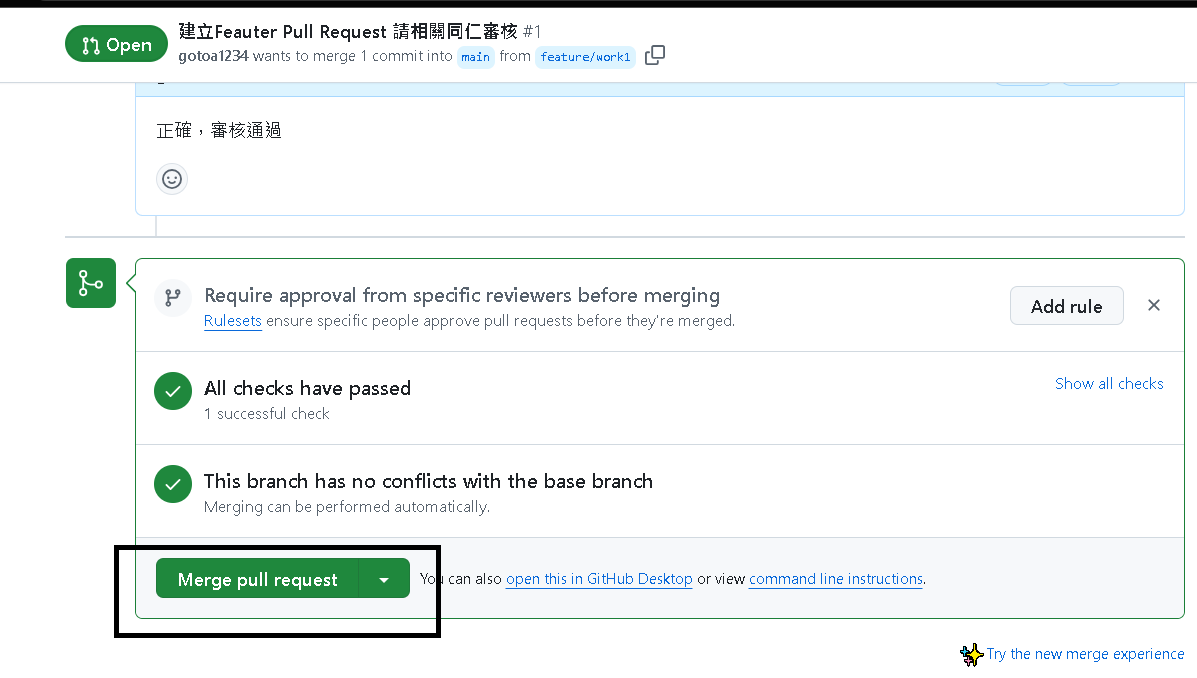 Open
建立Feauter Pull Request 請相關同仁審核 #1
gotoa1234 wants to merge 1 commit into main from feature/work1
正確，審核通過
Require approval from specific reviewers before merging
Rulesets ensure specific people approve pull requests before they're merged.
Add rule
All checks have passed
1 successful check
Show all checks
This branch has no conflicts with the base branch
Merging can be performed automatically.
Merge pull request
You can also open this in GitHub Desktop or view command line instructions.
Try the new merge experience